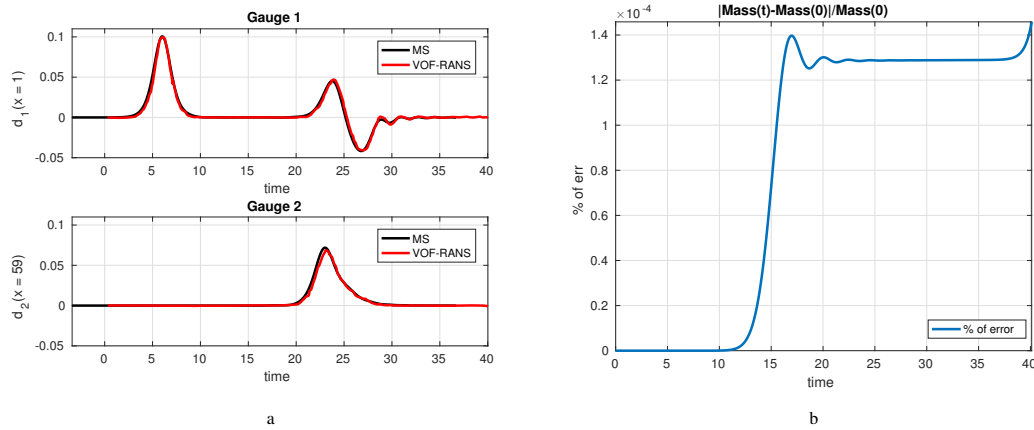 Gauge 1
0.1
0.05
0
-0.05
d1(x = 1)
MS
VOF-RANS
0 5 10 15 20 25 30 35 40
time
Gauge 2
0.1
0.05
0
-0.05
d2(x = 59)
MS
VOF-RANS
0 5 10 15 20 25 30 35 40
time
a
×10-4
|Mass(t)-Mass(0)|/Mass(0)
1.4
1.2
1
0.8
0.6
0.4
0.2
0
% of err
% of error
0 5 10 15 20 25 30 35 40
time
b